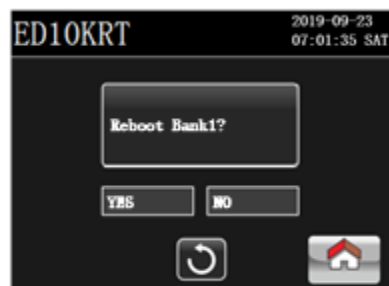 ED10KRT
2019-09-23
07:01:35 SAT
Reboot Bank1?
YES
NO